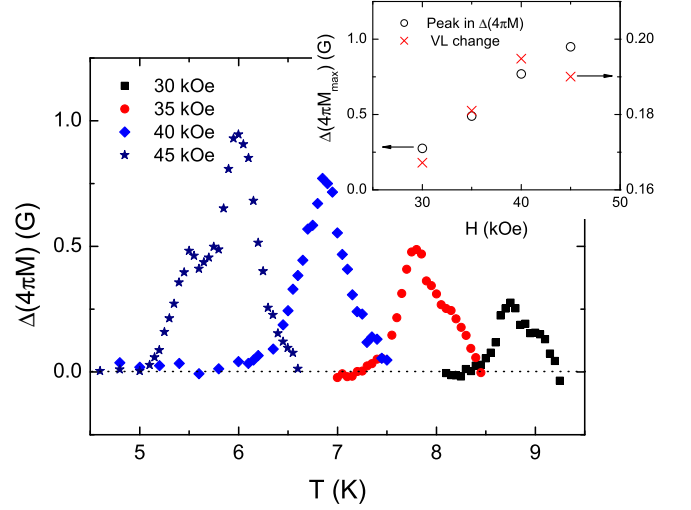 Peak in Δ(4πM)
VL change
1.0
0.5
0.0
0.20
0.18
0.16
30
40
50
H (kOe)
Δ(4πM_max) (G)
30 kOe
35 kOe
40 kOe
45 kOe
1.0
0.5
0.0
Δ(4πM) (G)
5
6
7
8
9
T (K)